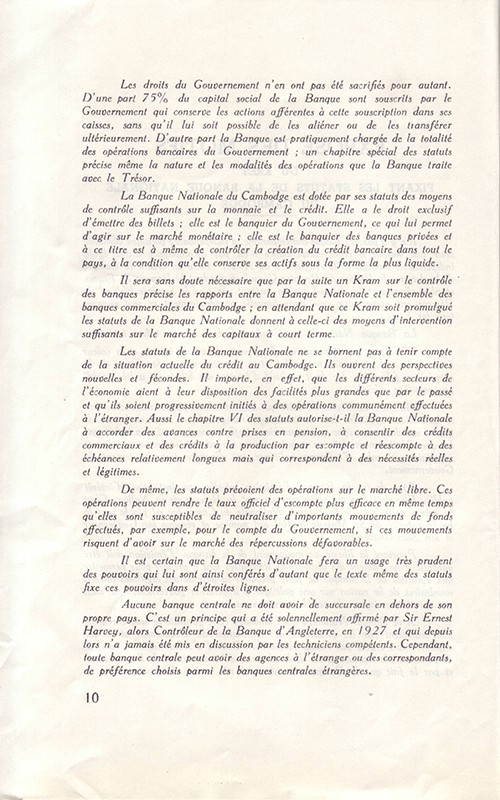 Les droits du Gouvernement n'en ont pas été sacrifiés pour autant.
D'une part 75% du capital social de la Banque sont souscrits par le
Gouvernement qui conserve les actions afférentes à cette souscription dans ses
caisses, sans qu'il lui soit possible de les aliéner ou de les transférer
ultérieurement. D'autre part la Banque est pratiquement chargée de la totalité
des opérations bancaires du Gouvernement ; un chapitre spécial des statuts
précise même la nature et les modalités des opérations que la Banque traite
avec le Trésor.
La Banque Nationale du Cambodge est dotée par ses statuts des moyens
de contrôle suffisants sur la monnaie et le crédit. Elle a le droit exclusif
d'émettre des billets ; elle est le banquier du Gouvernement, ce qui lui permet
d'agir sur le marché monétaire ; elle est le banquier des banques privées et
à ce titre est à même de contrôler la création du crédit bancaire dans tout le
pays, à la condition qu'elle conserve ses actifs sous la forme la plus liquide.
Il sera sans doute nécessaire que par la suite un Kram sur le contrôle
des banques précise les rapports entre la Banque Nationale et l'ensemble des
banques commerciales du Cambodge ; en attendant que ce Kram soit promulgué
les statuts de la Banque Nationale donnent à celle-ci des moyens d'intervention
suffisants sur le marché des capitaux à court terme.
Les statuts de la Banque Nationale ne se bornent pas à tenir compte
de la situation actuelle du crédit au Cambodge. Ils ouvrent des perspectives
nouvelles et fécondes. Il importe, en effet, que les différents secteurs de
l'économie aient à leur disposition des facilités plus grandes que par le passé
et qu'ils soient progressivement initiés à des opérations communément effectuées
à l'étranger. Aussi le chapitre VI des statuts autorise-t-il la Banque Nationale
à accorder des avances contre prises en pension, à consentir des crédits
commerciaux et des crédits à la production par escompte et réescompte à des
échéances relativement longues mais qui correspondent à des nécessités réelles
et légitimes.
De même, les statuts prévoient des opérations sur le marché libre. Ces
opérations peuvent rendre le taux officiel d'escompte plus efficace en même temps
qu'elles sont susceptibles de neutraliser d'importants mouvements de fonds
effectués, par exemple, pour le compte du Gouvernement, si ces mouvements
risquent d'avoir sur le marché des répercussions défavorables.
Il est certain que la Banque Nationale fera un usage très prudent
des pouvoirs qui lui sont ainsi conférés d'autant que le texte même des statuts
fixe ces pouvoirs dans d'étroites lignes.
Aucune banque centrale ne doit avoir de succursale en dehors de son
propre pays. C'est un principe qui a été solennellement affirmé par Sir Ernest
Harvey, alors Contrôleur de la Banque d'Angleterre, en 1927 et qui depuis
lors n'a jamais été mis en discussion par les techniciens compétents. Cependant,
toute banque centrale peut avoir des agences à l'étranger ou des correspondants,
de préférence choisis parmi les banques centrales étrangères.
10